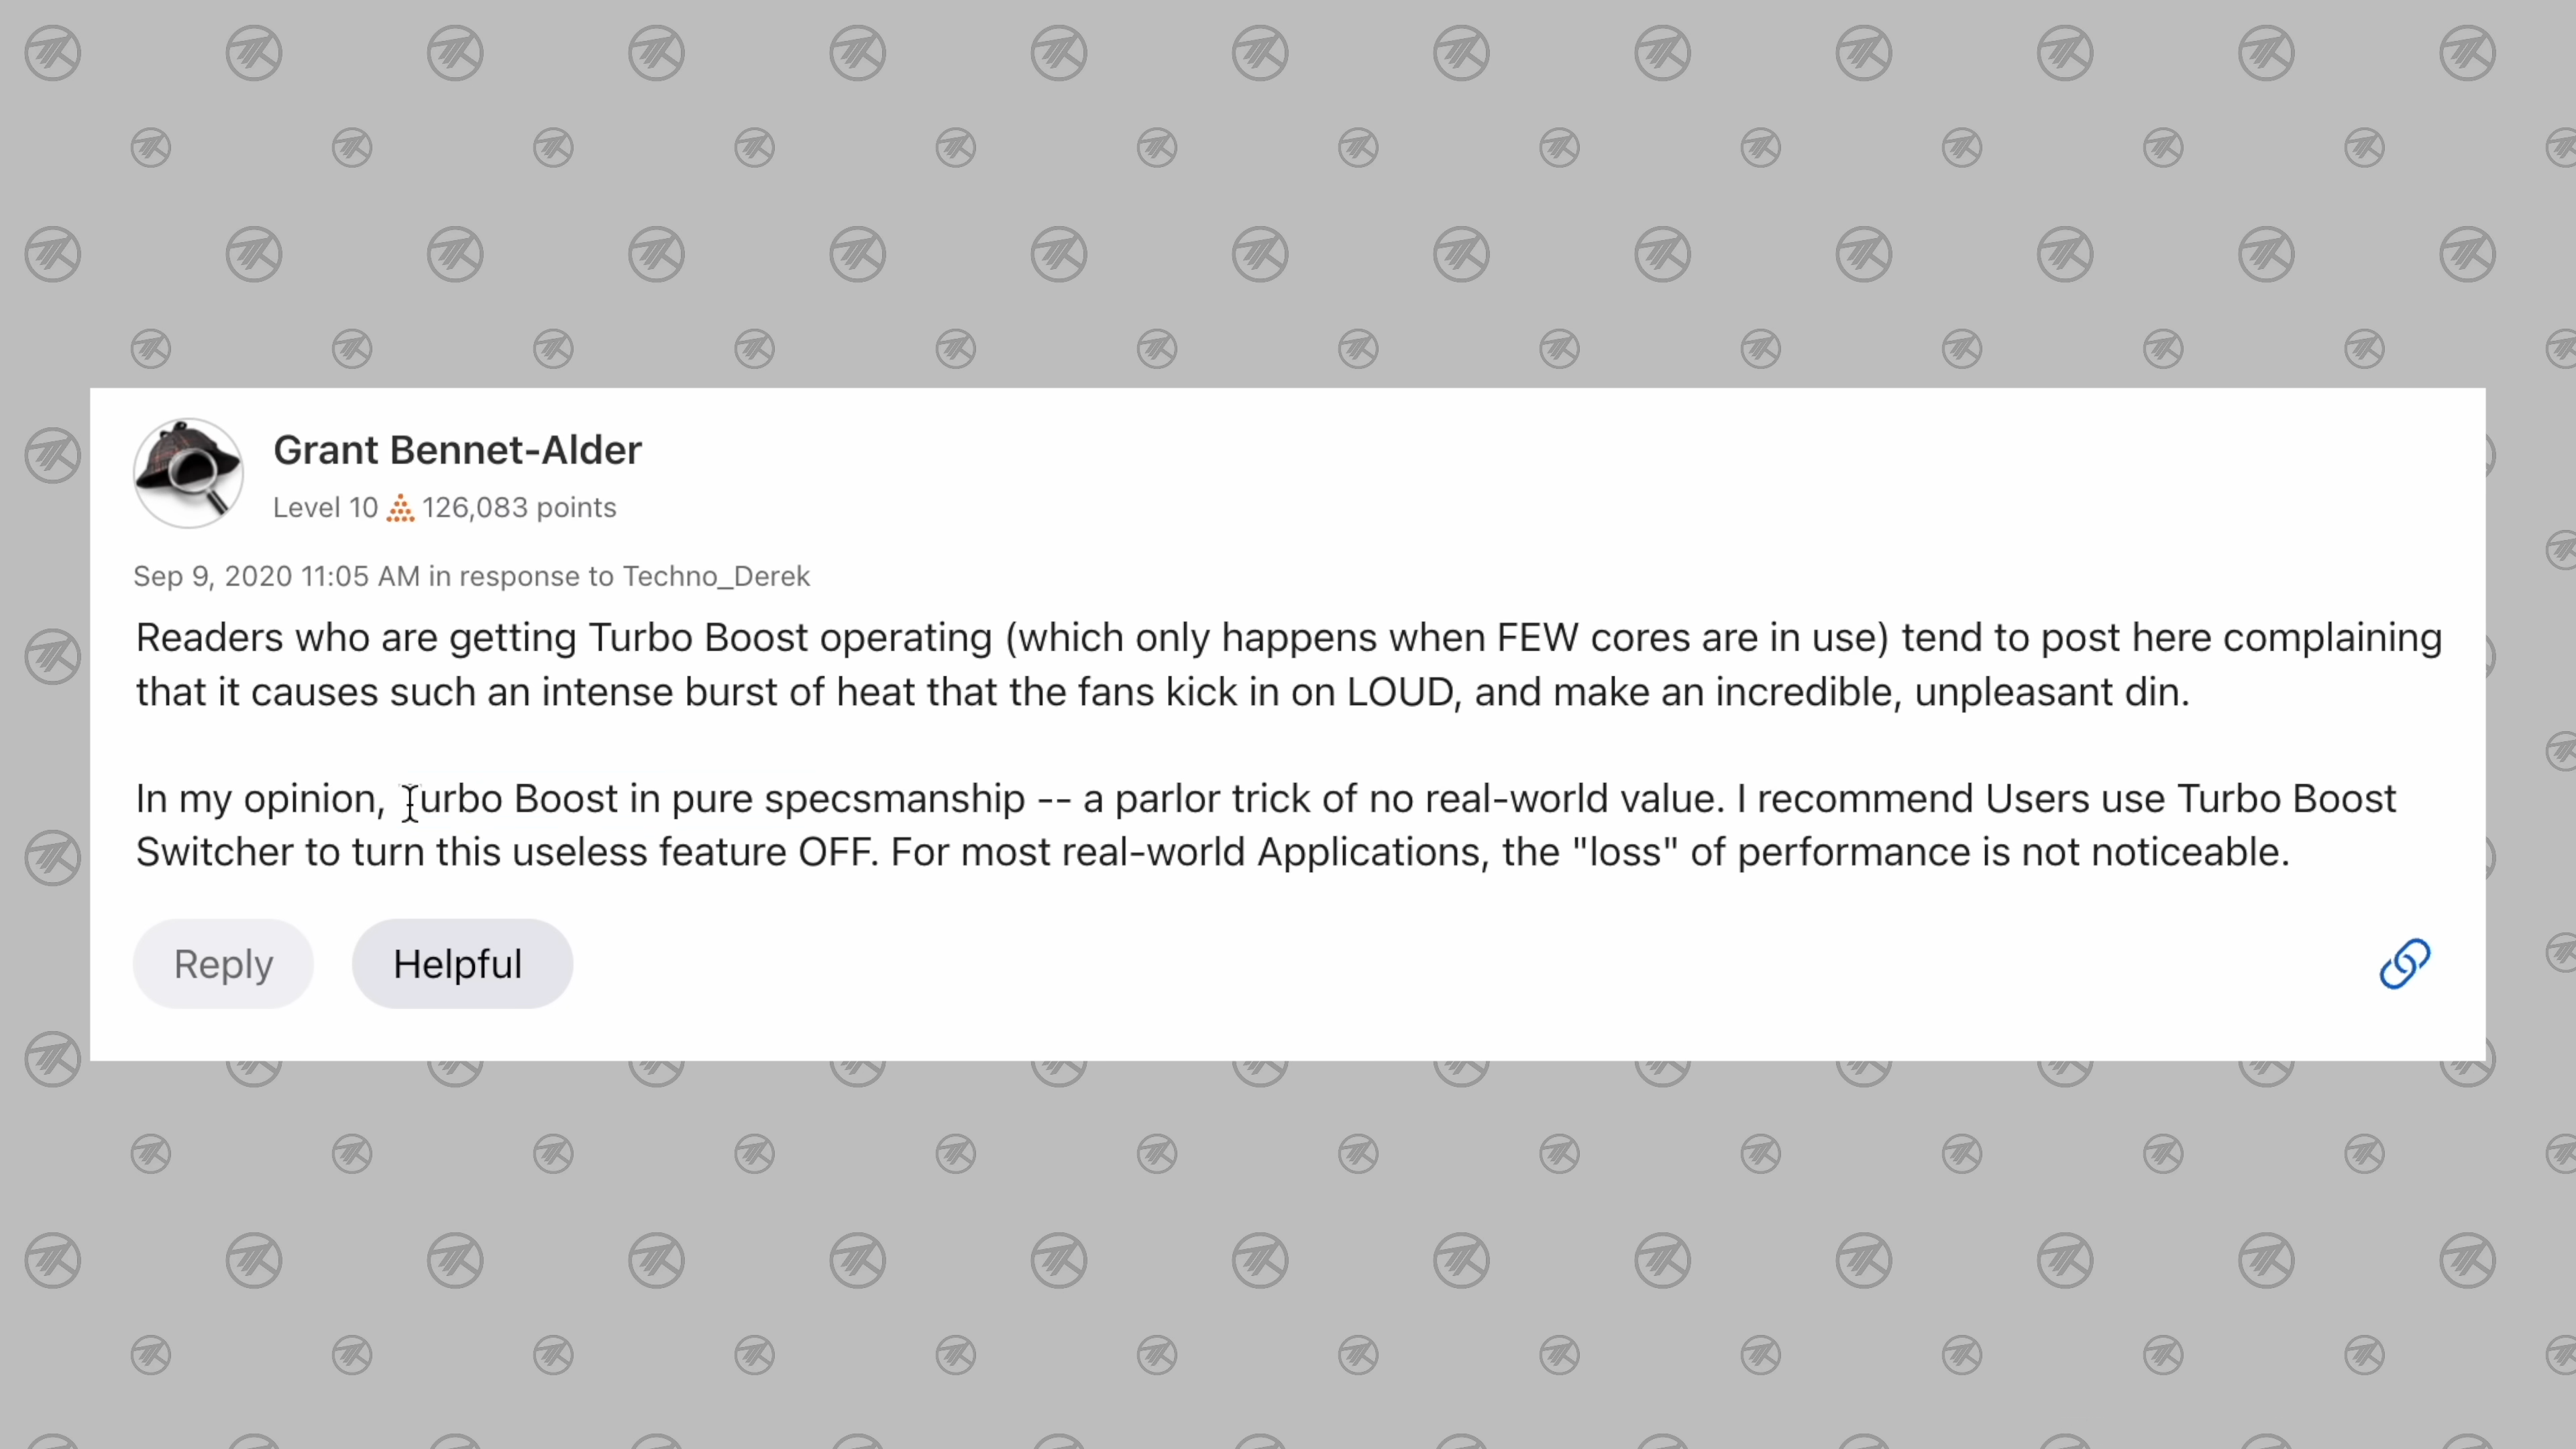 Grant Bennet-Alder
Level 10 126,083 points
Sep 9, 2020 11:05 AM in response to Techno_Derek
Readers who are getting Turbo Boost operating (which only happens when FEW cores are in use) tend to post here complaining
that it causes such an intense burst of heat that the fans kick in on LOUD, and make an incredible, unpleasant din.
In my opinion, Turbo Boost in pure specsmanship -- a parlor trick of no real-world value. I recommend Users use Turbo Boost
Switcher to turn this useless feature OFF. For most real-world Applications, the "loss" of performance is not noticeable.
Reply Helpful